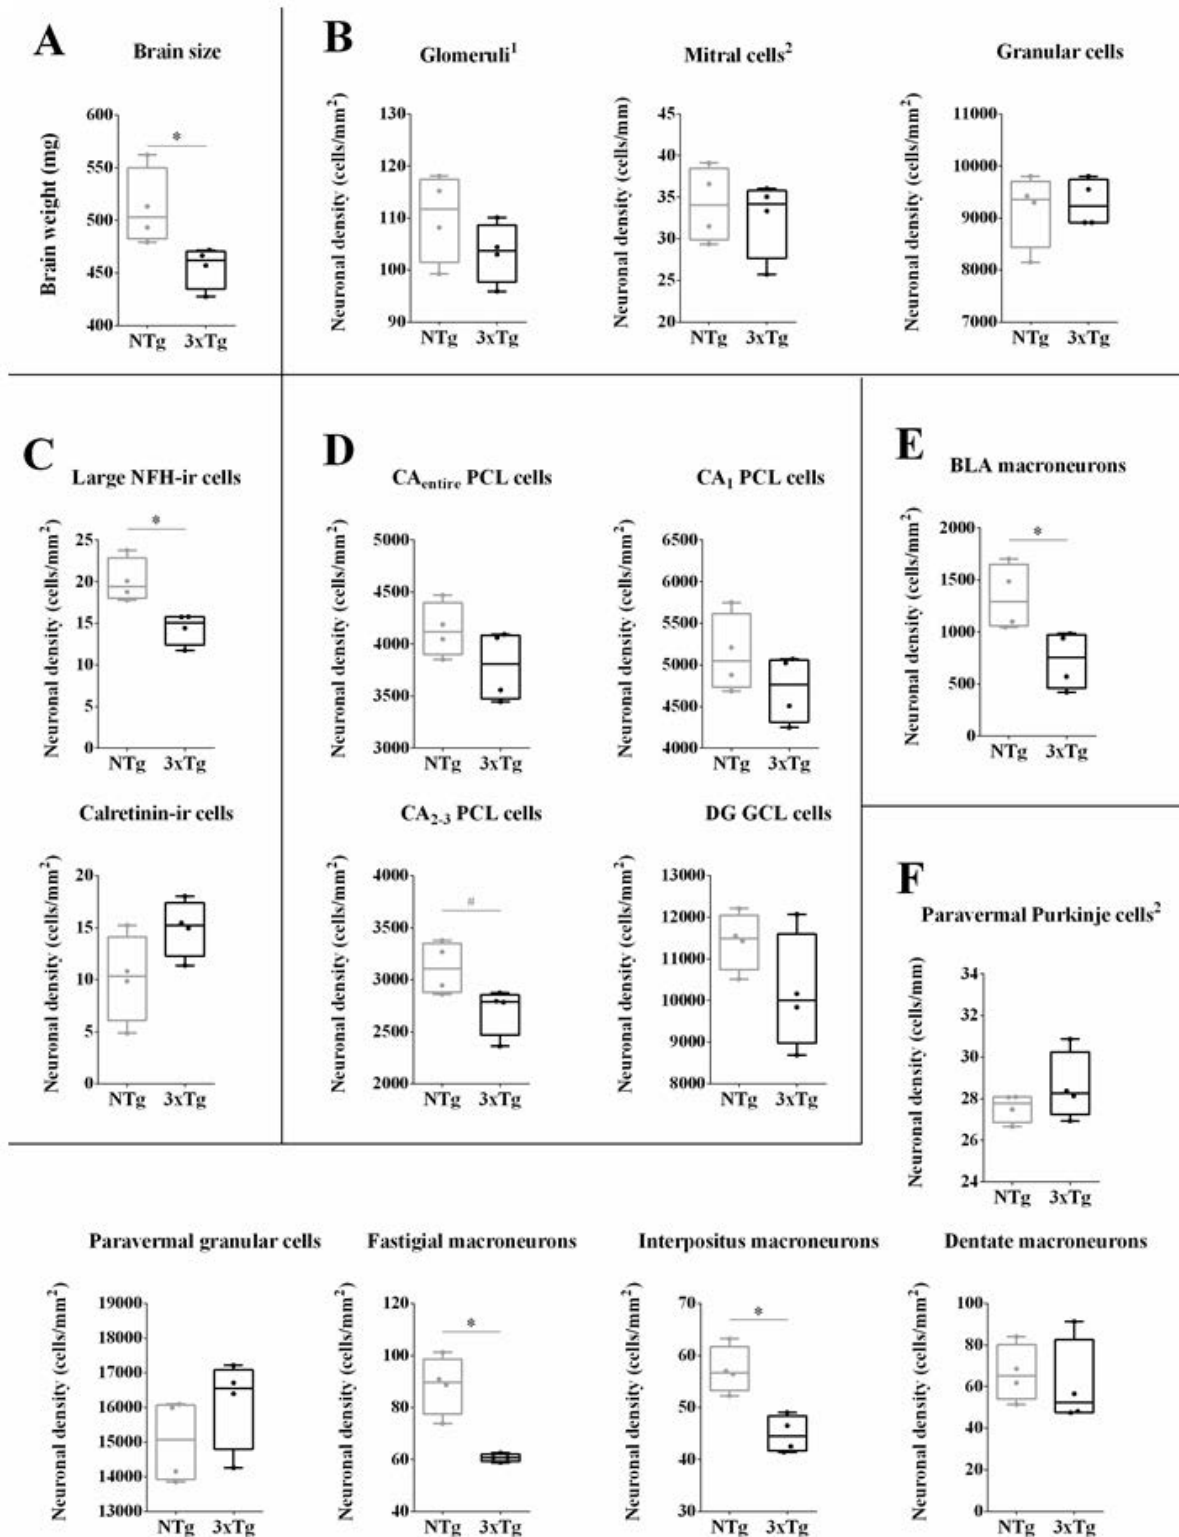 A
Brain size
Brain weight (mg)
600
550
500
450
400
*
NTg 3xTg
B
Glomeruli¹
Neuronal density (cells/mm²)
130
120
110
100
90
NTg 3xTg
Mitral cells²
Neuronal density (cells/mm)
45
40
35
30
25
20
NTg 3xTg
Granular cells
Neuronal density (cells/mm²)
11000
10000
9000
8000
7000
NTg 3xTg
C
Large NFH-ir cells
Neuronal density (cells/mm²)
25
20
15
10
5
0
*
NTg 3xTg
Calretinin-ir cells
Neuronal density (cells/mm²)
20
15
10
5
0
NTg 3xTg
D
CAentire PCL cells
Neuronal density (cells/mm²)
5000
4500
4000
3500
3000
NTg 3xTg
CA₁ PCL cells
Neuronal density (cells/mm²)
6500
6000
5500
5000
4500
4000
NTg 3xTg
CA₂₋₃ PCL cells
Neuronal density (cells/mm²)
4000
3500
3000
2500
2000
#
NTg 3xTg
DG GCL cells
Neuronal density (cells/mm²)
13000
12000
11000
10000
9000
8000
NTg 3xTg
E
BLA macroneurons
Neuronal density (cells/mm²)
2000
1500
1000
500
0
*
NTg 3xTg
F
Paravermal Purkinje cells²
Neuronal density (cells/mm)
34
32
30
28
26
24
NTg 3xTg
Paravermal granular cells
Neuronal density (cells/mm²)
19000
18000
17000
16000
15000
14000
13000
NTg 3xTg
Fastigial macroneurons
Neuronal density (cells/mm²)
120
100
80
60
40
*
NTg 3xTg
Interpositus macroneurons
Neuronal density (cells/mm²)
70
60
50
40
30
*
NTg 3xTg
Dentate macroneurons
Neuronal density (cells/mm²)
100
80
60
40
20
0
NTg 3xTg